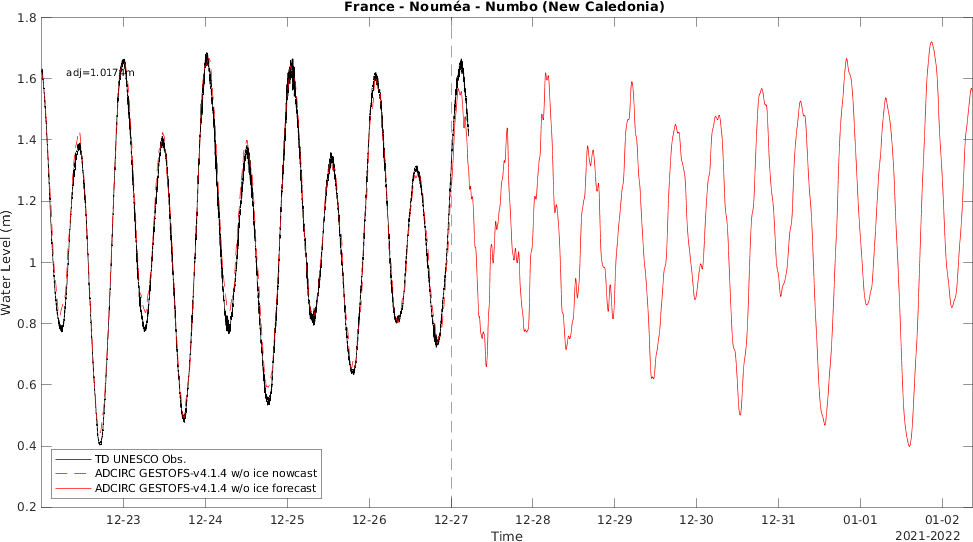 France - Nouméa - Numbo (New Caledonia)
1.8
1.6
1.4
1.2
1
0.8
0.6
0.4
0.2
Water Level (m)
adj=1.0174m
TD UNESCO Obs.
ADCIRC GESTOFS-v4.1.4 w/o ice nowcast
ADCIRC GESTOFS-v4.1.4 w/o ice forecast
12-23 12-24 12-25 12-26 12-27 12-28 12-29 12-30 12-31 01-01 01-02
Time
2021-2022